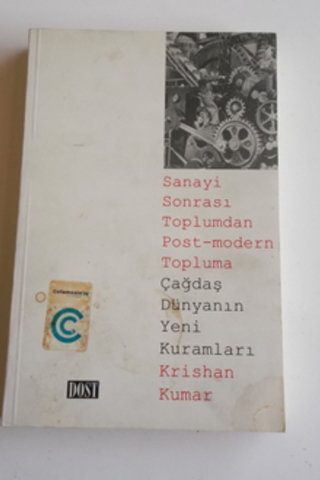 Sanayi
Sonrası
Toplumdan
Post-modern
Topluma
Çağdaş
Dünyanın
Yeni
Kuramları
Krishan
Kumar
DOST